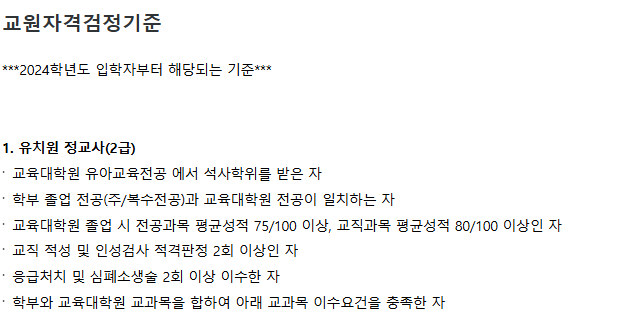 교원자격검정기준
***2024학년도 입학자부터 해당되는 기준***
1. 유치원 정교사(2급)
· 교육대학원 유아교육전공 에서 석사학위를 받은 자
· 학부 졸업 전공(주/복수전공)과 교육대학원 전공이 일치하는 자
· 교육대학원 졸업 시 전공과목 평균성적 75/100 이상, 교직과목 평균성적 80/100 이상인 자
· 교직 적성 및 인성검사 적격판정 2회 이상인 자
· 응급처치 및 심폐소생술 2회 이상 이수한 자
· 학부와 교육대학원 교과목을 합하여 아래 교과목 이수요건을 충족한 자